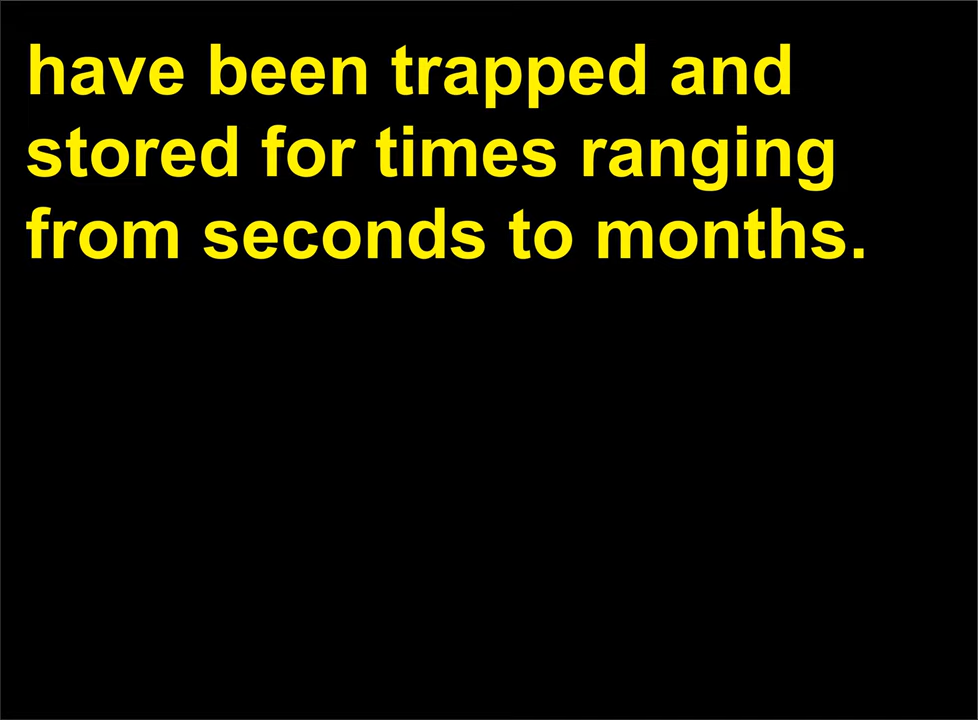 have been trapped and
stored for times ranging
from seconds to months.